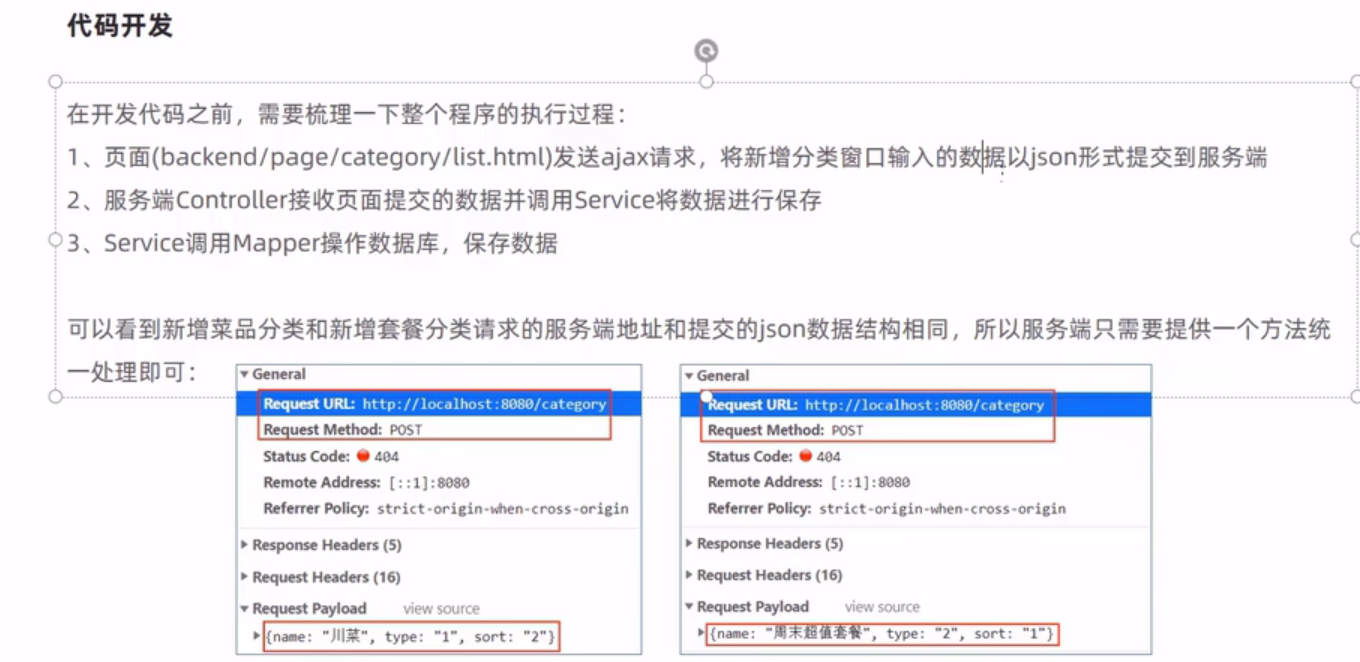 代码开发
在开发代码之前，需要梳理一下整个程序的执行过程：
1、页面(backend/page/category/list.html)发送ajax请求，将新增分类窗口输入的数据以json形式提交到服务端
2、服务端Controller接收页面提交的数据并调用Service将数据进行保存
3、Service调用Mapper操作数据库，保存数据
可以看到新增菜品分类和新增套餐分类请求的服务端地址和提交的json数据结构相同，所以服务端只需要提供一个方法统
一处理即可：
General
Request URL: http://localhost:8080/category
Request Method: POST
Status Code: 404
Remote Address: [::1]:8080
Referrer Policy: strict-origin-when-cross-origin
Response Headers (5)
Request Headers (16)
Request Payload view source
{name: "川菜", type: "1", sort: "2"}
General
Request URL: http://localhost:8080/category
Request Method: POST
Status Code: 404
Remote Address: [::1]:8080
Referrer Policy: strict-origin-when-cross-origin
Response Headers (5)
Request Headers (16)
Request Payload view source
{name: "周末超值套餐", type: "2", sort: "1"}